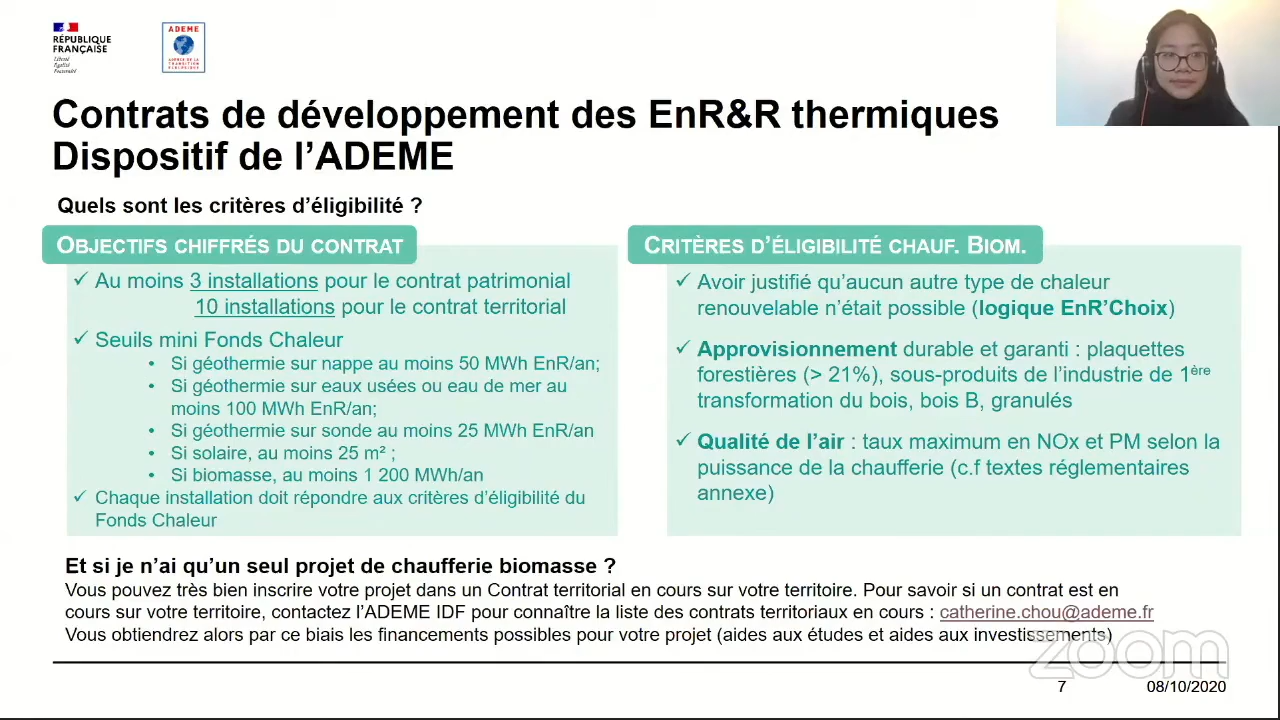 RÉPUBLIQUE
FRANÇAISE
Liberté
Égalité
Fraternité
ADEME
AGENCE DE LA
TRANSITION
ÉCOLOGIQUE
Contrats de développement des EnR&R thermiques
Dispositif de l’ADEME
Quels sont les critères d’éligibilité ?
OBJECTIFS CHIFFRÉS DU CONTRAT
✓ Au moins 3 installations pour le contrat patrimonial
10 installations pour le contrat territorial
✓ Seuils mini Fonds Chaleur
• Si géothermie sur nappe au moins 50 MWh EnR/an;
• Si géothermie sur eaux usées ou eau de mer au
moins 100 MWh EnR/an;
• Si géothermie sur sonde au moins 25 MWh EnR/an
• Si solaire, au moins 25 m² ;
• Si biomasse, au moins 1 200 MWh/an
✓ Chaque installation doit répondre aux critères d’éligibilité du
Fonds Chaleur
CRITÈRES D’ÉLIGIBILITÉ CHAUF. BIOM.
✓ Avoir justifié qu’aucun autre type de chaleur
renouvelable n’était possible (logique EnR’Choix)
✓ Approvisionnement durable et garanti : plaquettes
forestières (> 21%), sous-produits de l’industrie de 1ère
transformation du bois, bois B, granulés
✓ Qualité de l’air : taux maximum en NOx et PM selon la
puissance de la chaufferie (c.f textes réglementaires
annexe)
Et si je n’ai qu’un seul projet de chaufferie biomasse ?
Vous pouvez très bien inscrire votre projet dans un Contrat territorial en cours sur votre territoire. Pour savoir si un contrat est en
cours sur votre territoire, contactez l’ADEME IDF pour connaître la liste des contrats territoriaux en cours : catherine.chou@ademe.fr
Vous obtiendrez alors par ce biais les financements possibles pour votre projet (aides aux études et aides aux investissements)
zoom
7
08/10/2020